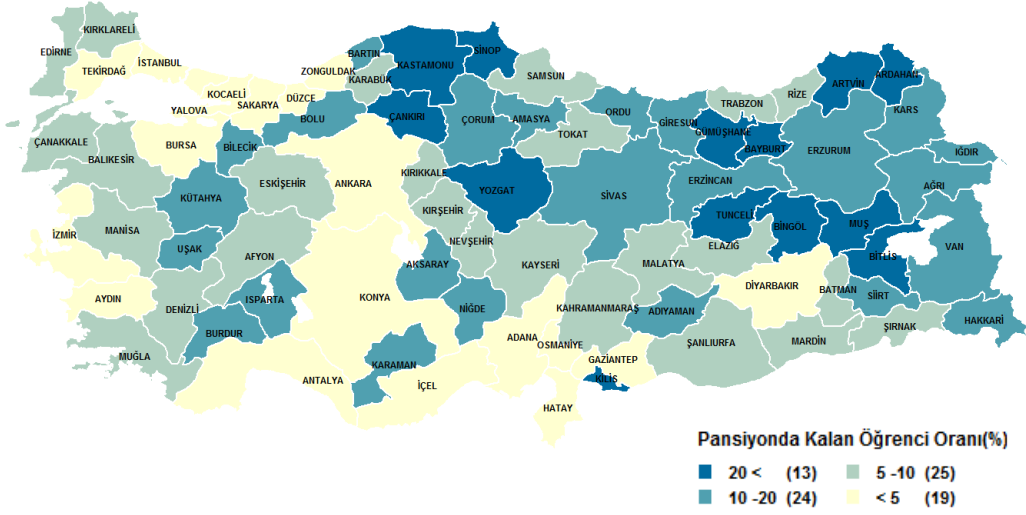 KIRKLARELİ
EDİRNE
TEKİRDAĞ
İSTANBUL
KOCAELİ
YALOVA
SAKARYA
DÜZCE
ZONGULDAK
BARTIN
KARABÜK
KASTAMONU
SİNOP
SAMSUN
ORDU
GİRESUN
TRABZON
RİZE
ARTVİN
ARDAHAN
KARS
ÇANAKKALE
BALIKESİR
BURSA
BİLECİK
BOLU
ÇANKIRI
ÇORUM
AMASYA
TOKAT
GÜMÜŞHANE
BAYBURT
ERZURUM
IĞDIR
KÜTAHYA
ESKİŞEHİR
ANKARA
KIRIKKALE
YOZGAT
SİVAS
ERZİNCAN
AĞRI
İZMİR
MANİSA
UŞAK
AFYON
KIRŞEHİR
NEVŞEHİR
KAYSERİ
MALATYA
ELAZIĞ
TUNCELİ
BİNGÖL
MUŞ
BİTLİS
VAN
AYDIN
DENİZLİ
ISPARTA
BURDUR
KONYA
AKSARAY
NİĞDE
KAHRAMANMARAŞ
ADIYAMAN
DİYARBAKIR
BATMAN
SİİRT
ŞIRNAK
HAKKARİ
MUĞLA
ANTALYA
KARAMAN
İÇEL
ADANA
OSMANİYE
GAZİANTEP
KİLİS
HATAY
ŞANLIURFA
MARDİN
Pansiyonda Kalan Öğrenci Oranı(%)
20 < (13) 5 -10 (25)
10 -20 (24) < 5 (19)